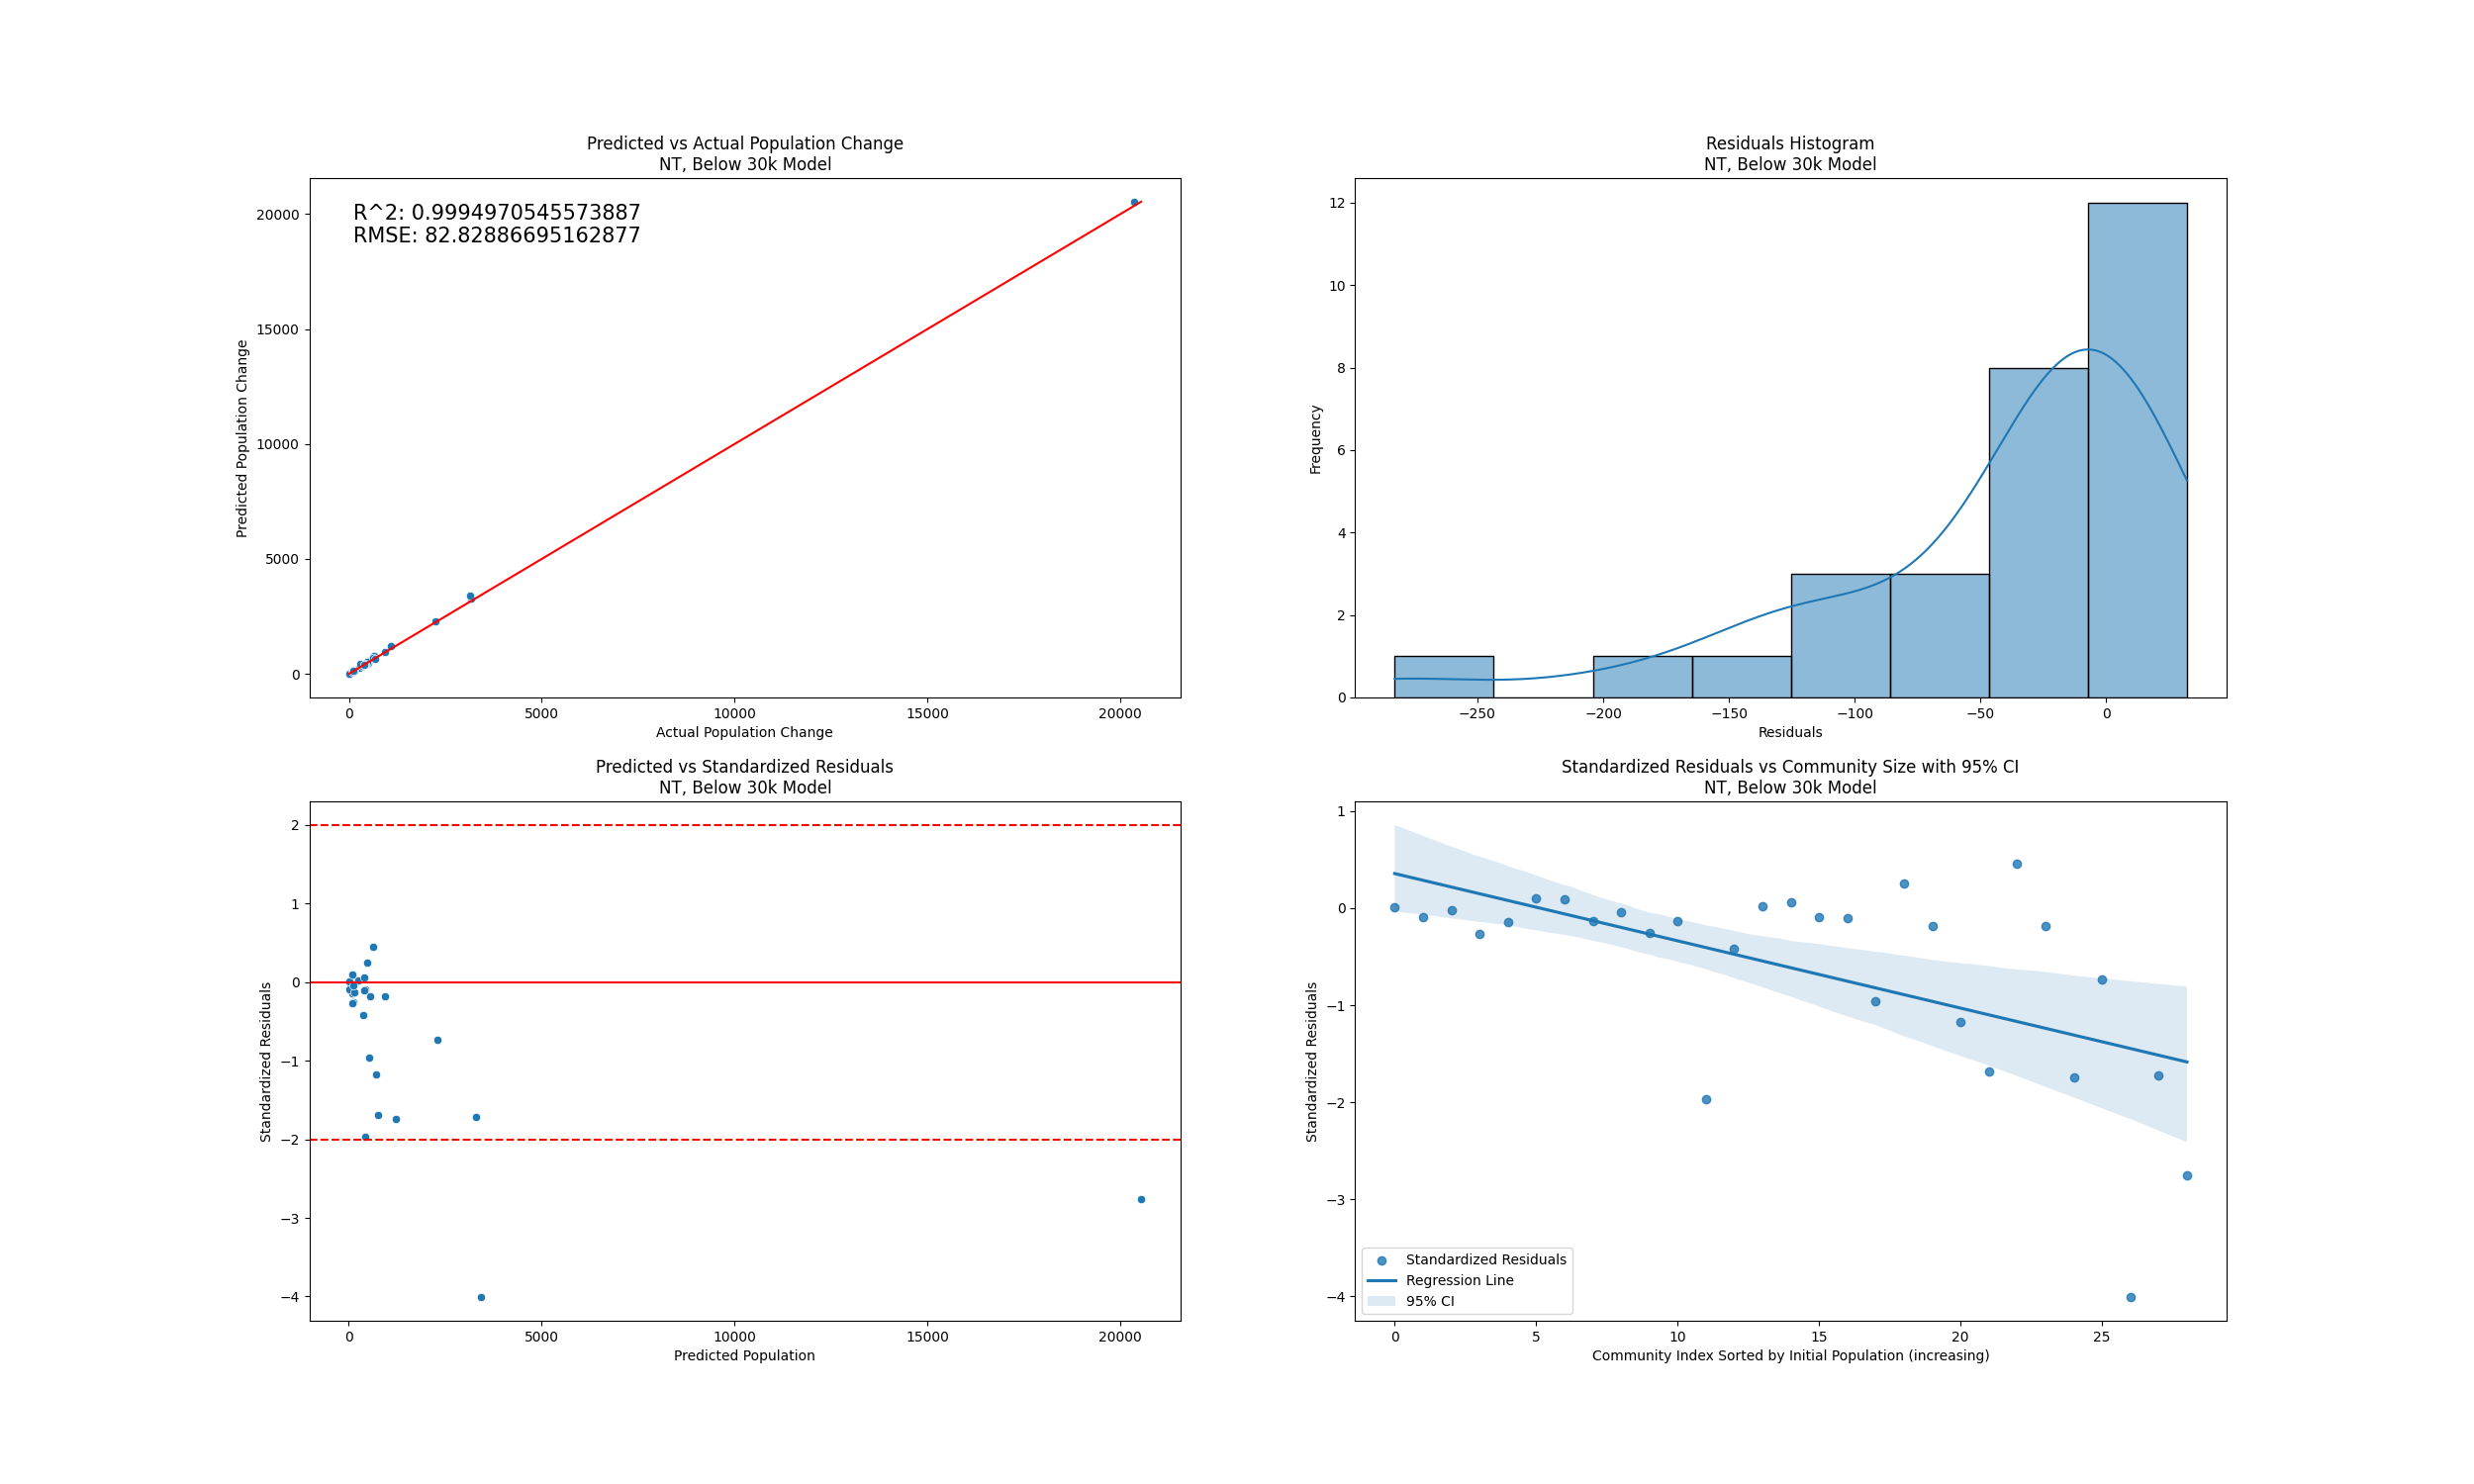 Predicted vs Actual Population Change
NT, Below 30k Model
R^2: 0.9994970545573887
RMSE: 82.82886695162877
20000
15000
10000
5000
0
Predicted Population Change
0 5000 10000 15000 20000
Actual Population Change
Residuals Histogram
NT, Below 30k Model
12
10
8
6
4
2
0
Frequency
−250 −200 −150 −100 −50 0
Residuals
Predicted vs Standardized Residuals
NT, Below 30k Model
2
1
0
−1
−2
−3
−4
Standardized Residuals
0 5000 10000 15000 20000
Predicted Population
Standardized Residuals vs Community Size with 95% CI
NT, Below 30k Model
1
0
−1
−2
−3
−4
Standardized Residuals
Standardized Residuals
Regression Line
95% CI
0 5 10 15 20 25
Community Index Sorted by Initial Population (increasing)